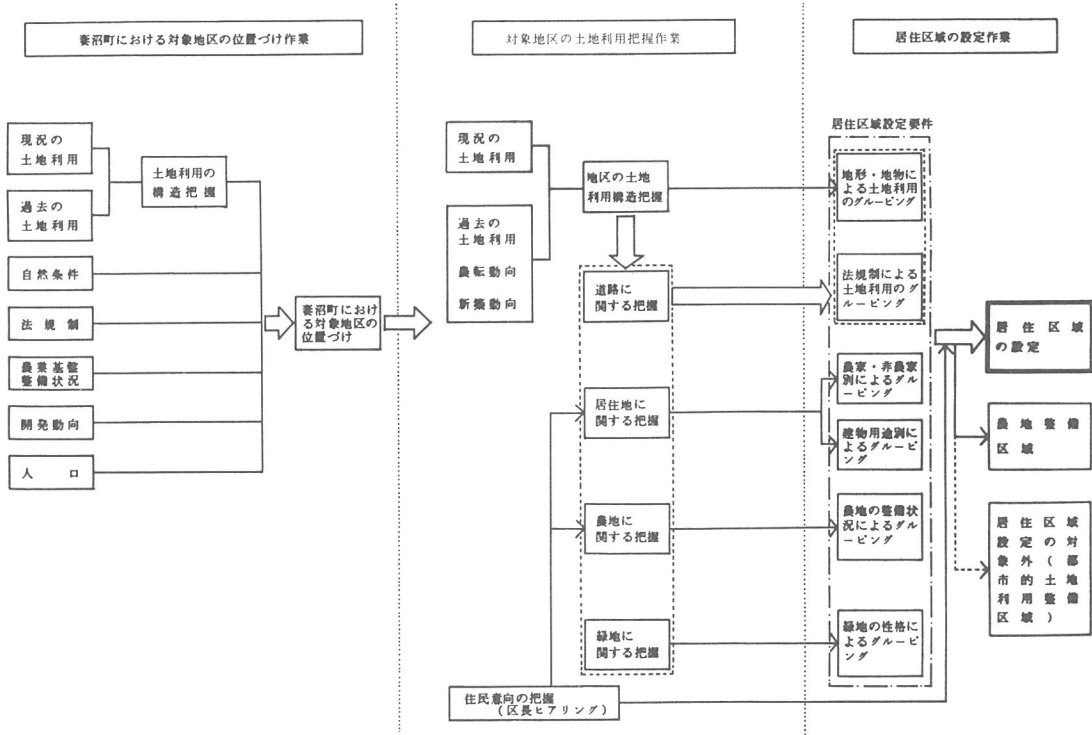 妻沼町における対象地区の位置づけ作業
現況の
土地利用
過去の
土地利用
土地利用の
構造把握
自然条件
法規制
農業基盤
整備状況
開発動向
人口
妻沼町におけ
る対象地区の
位置づけ
対象地区の土地利用把握作業
現況の
土地利用
過去の
土地利用
農転動向
新築動向
地区の土地
利用構造把握
道路に
関する把握
居住地に
関する把握
農地に
関する把握
緑地に
関する把握
住民意向の把握
(区長ヒアリング)
居住区域の設定作業
居住区域設定要件
地形・地物に
よる土地利用
のグルーピング
法規制による
土地利用のグ
ルーピング
農家・非農家
別によるグル
ーピング
建物用途別に
よるグルーピ
ング
農地の整備状
況によるグル
ーピング
緑地の性格に
よるグルーピ
ング
居住区域
の設定
農地整備
区域
居住区域
設定の対
象外(都
市的土地
利用整備
区域)